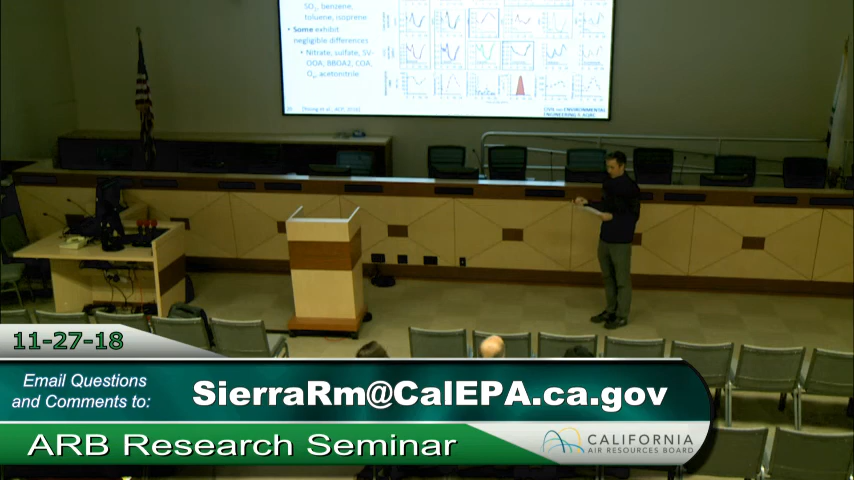 SO2, benzene,
toluene, isoprene
• Some exhibit
negligible differences
• Nitrate, sulfate, SV-
OOA, BBOA2, COA,
Ox, acetonitrile
CIVIL AND ENVIRONMENTAL
ENGINEERING
11-27-18
Email Questions
and Comments to:
SierraRm@CalEPA.ca.gov
ARB Research Seminar
CALIFORNIA
AIR RESOURCES BOARD